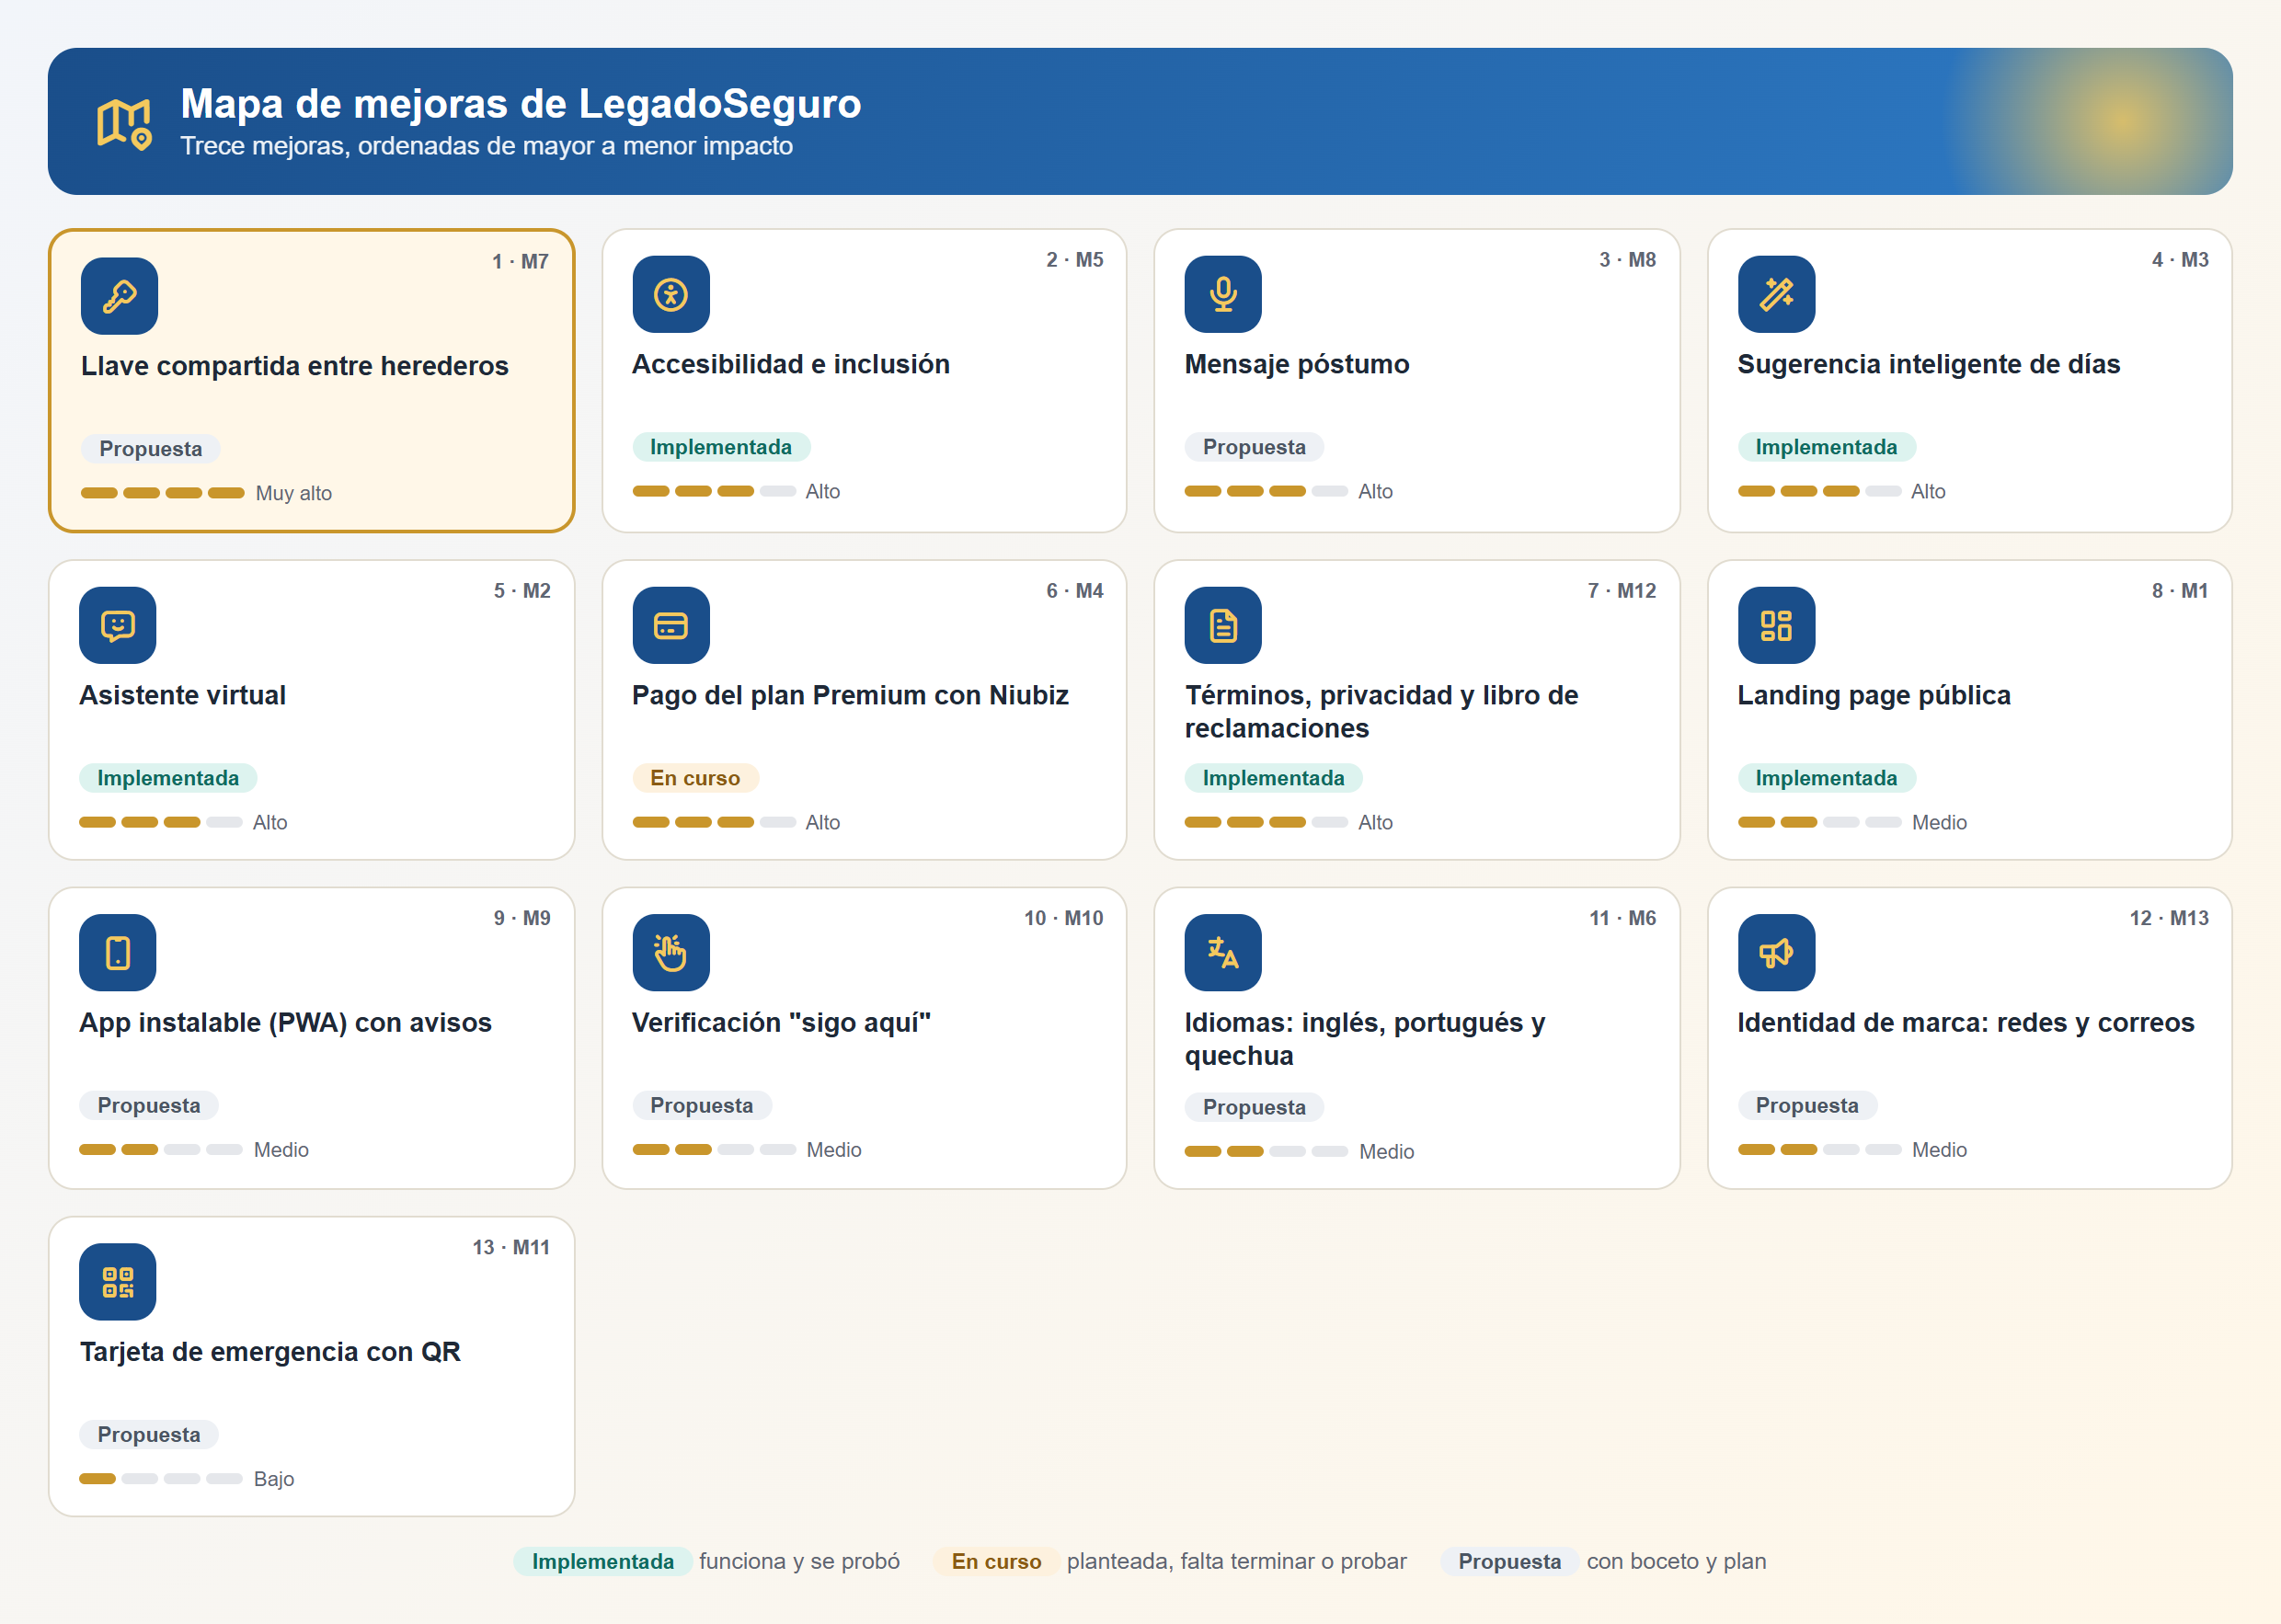 Mapa de mejoras de LegadoSeguro
Trece mejoras, ordenadas de mayor a menor impacto
1 · M7
Llave compartida entre herederos
Propuesta
Muy alto
2 · M5
Accesibilidad e inclusión
Implementada
Alto
3 · M8
Mensaje póstumo
Propuesta
Alto
4 · M3
Sugerencia inteligente de días
Implementada
Alto
5 · M2
Asistente virtual
Implementada
Alto
6 · M4
Pago del plan Premium con Niubiz
En curso
Alto
7 · M12
Términos, privacidad y libro de
reclamaciones
Implementada
Alto
8 · M1
Landing page pública
Implementada
Medio
9 · M9
App instalable (PWA) con avisos
Propuesta
Medio
10 · M10
Verificación "sigo aquí"
Propuesta
Medio
11 · M6
Idiomas: inglés, portugués y
quechua
Propuesta
Medio
12 · M13
Identidad de marca: redes y correos
Propuesta
Medio
13 · M11
Tarjeta de emergencia con QR
Propuesta
Bajo
Implementada funciona y se probó En curso planteada, falta terminar o probar Propuesta con boceto y plan